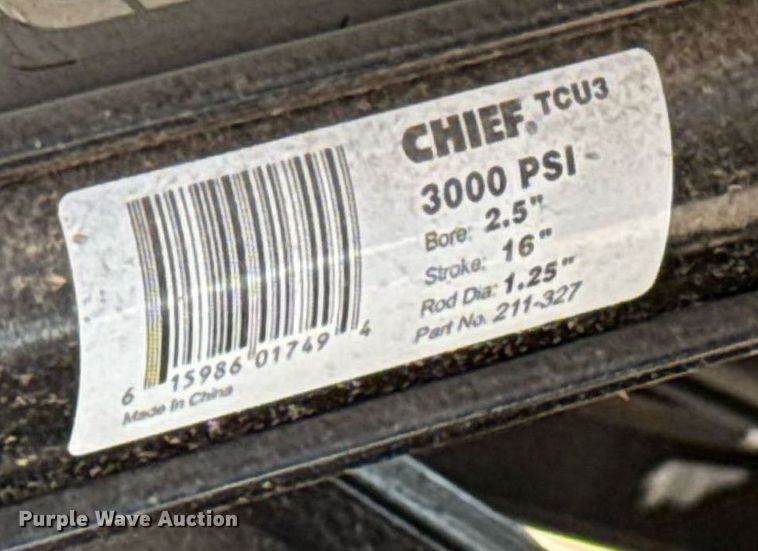 CHIEF® TCU3
3000 PSI
Bore: 2.5"
Stroke: 16"
Rod Dia: 1.25"
Part No. 211-327
6 15986 01749 4
Made In China
Purple Wave Auction